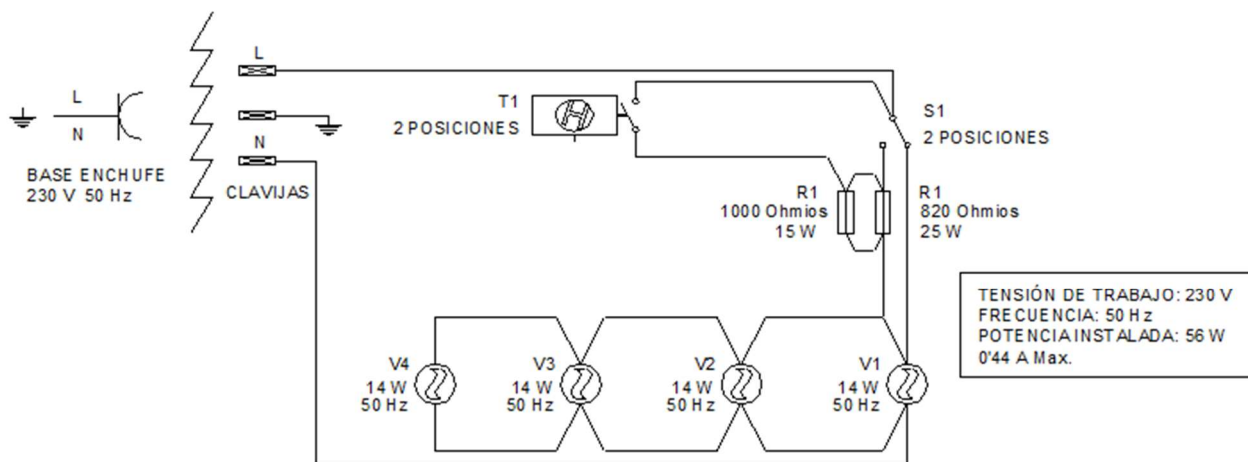 L
N
BASE ENCHUFE
230 V 50 Hz
L
N
CLAVIJAS
T1
2 POSICIONES
S1
2 POSICIONES
R1
1000 Ohmios
15 W
R1
820 Ohmios
25 W
TENSIÓN DE TRABAJO: 230 V
FRECUENCIA: 50 Hz
POTENCIA INSTALADA: 56 W
0'44 A Max.
V4
14 W
50 Hz
V3
14 W
50 Hz
V2
14 W
50 Hz
V1
14 W
50 Hz